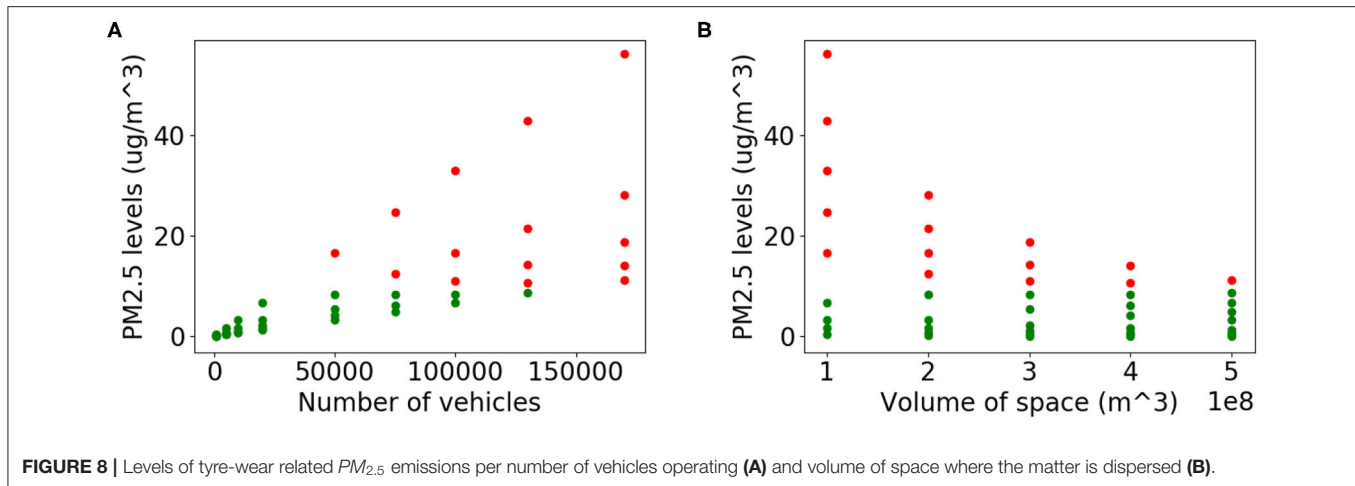 A
PM2.5 levels (ug/m^3)
40
20
0
0 50000 100000 150000
Number of vehicles
B
PM2.5 levels (ug/m^3)
40
20
0
1 2 3 4 5
Volume of space (m^3) 1e8
FIGURE 8 | Levels of tyre-wear related PM2.5 emissions per number of vehicles operating (A) and volume of space where the matter is dispersed (B).